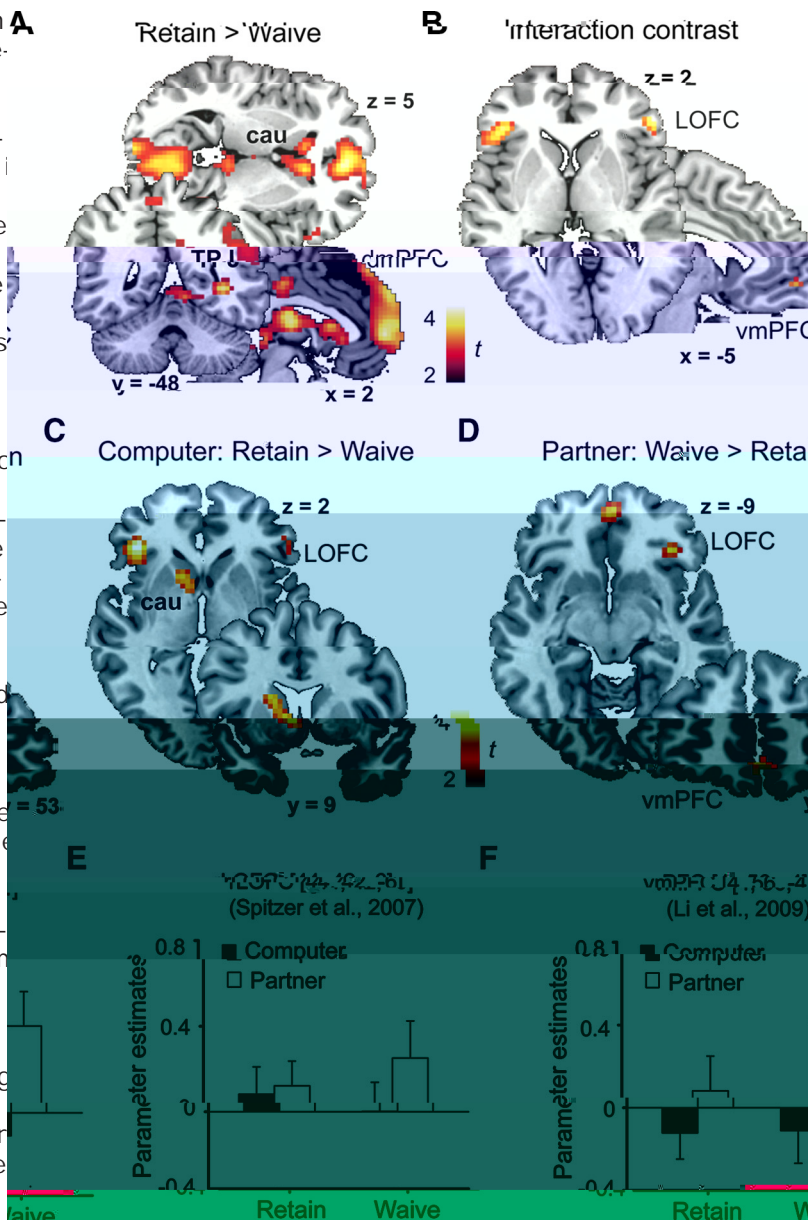 A
Retain > Waive
z = 5
cau
TPJ
dmPFC
4
t
2
y = -48
x = 2
B
Interaction contrast
z = 2
LOFC
vmPFC
x = -5
C
Computer: Retain > Waive
z = 2
LOFC
cau
y = 9
4
t
2
D
Partner: Waive > Reta
z = -9
LOFC
vmPFC
= 53
E
(Spitzer et al., 2007)
Computer
Partner
Parameter estimates
0.8
0.4
0
-0.4
Retain
Waive
F
(Li et al., 2009)
Computer
Partner
Parameter estimates
0.8
0.4
0
-0.4
Retain
W